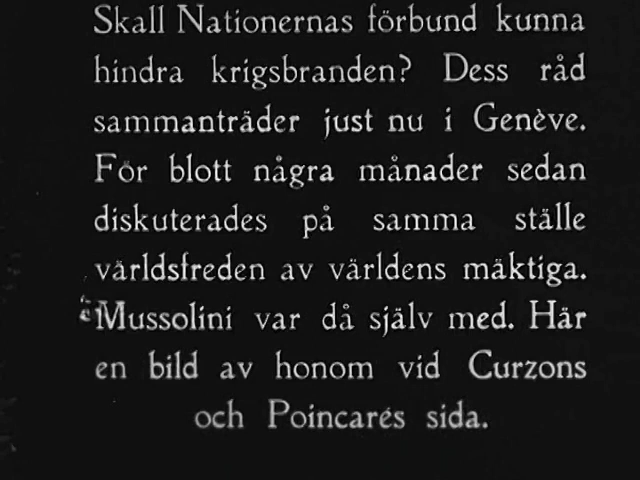 Skall Nationernas förbund kunna
hindra krigsbranden? Dess råd
sammanträder just nu i Genève.
För blott några månader sedan
diskuterades på samma ställe
världsfreden av världens mäktiga.
Mussolini var då själv med. Här
en bild av honom vid Curzons
och Poincarés sida.